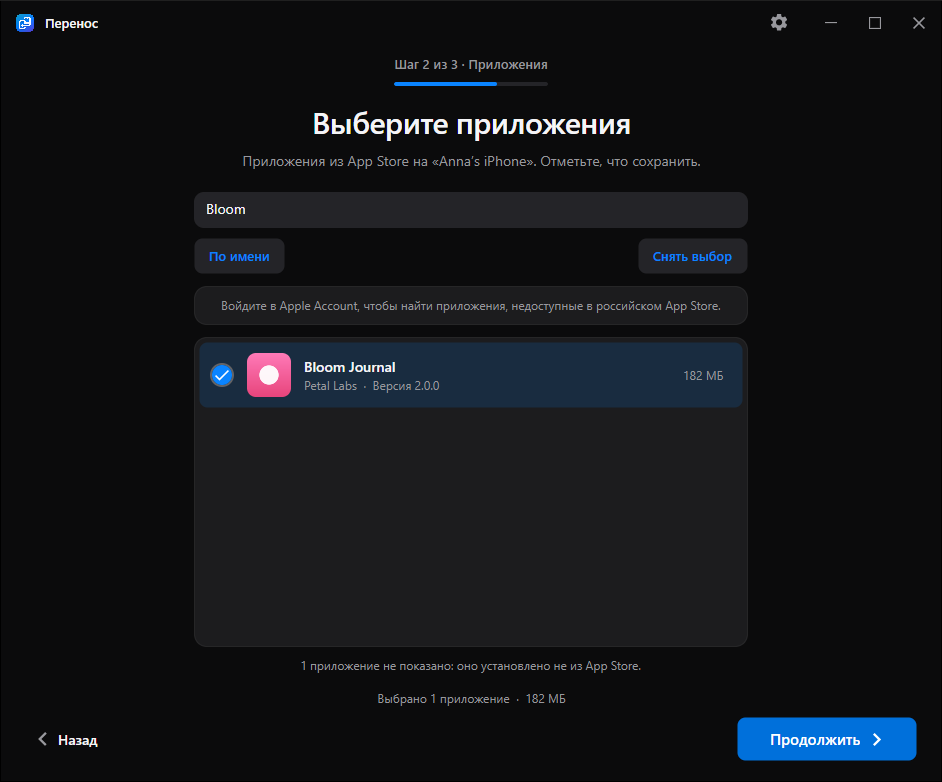 Перенос
Шаг 2 из 3 · Приложения
Выберите приложения
Приложения из App Store на «Anna’s iPhone». Отметьте, что сохранить.
Bloom
По имени
Снять выбор
Войдите в Apple Account, чтобы найти приложения, недоступные в российском App Store.
Bloom Journal
182 МБ
Petal Labs · Версия 2.0.0
1 приложение не показано: оно установлено не из App Store.
Выбрано 1 приложение · 182 МБ
Назад
Продолжить